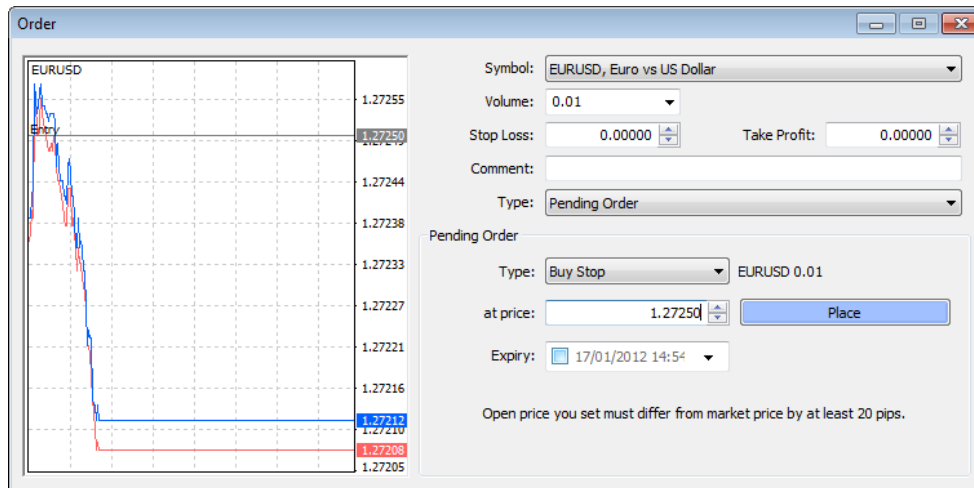 Order
EURUSD
Entry
1.27255
1.27250
1.27249
1.27244
1.27238
1.27233
1.27227
1.27221
1.27216
1.27212
1.27210
1.27208
1.27205
Symbol: EURUSD, Euro vs US Dollar
Volume: 0.01
Stop Loss: 0.00000 Take Profit: 0.00000
Comment:
Type: Pending Order
Pending Order
Type: Buy Stop EURUSD 0.01
at price: 1.27250 Place
Expiry: 17/01/2012 14:54
Open price you set must differ from market price by at least 20 pips.